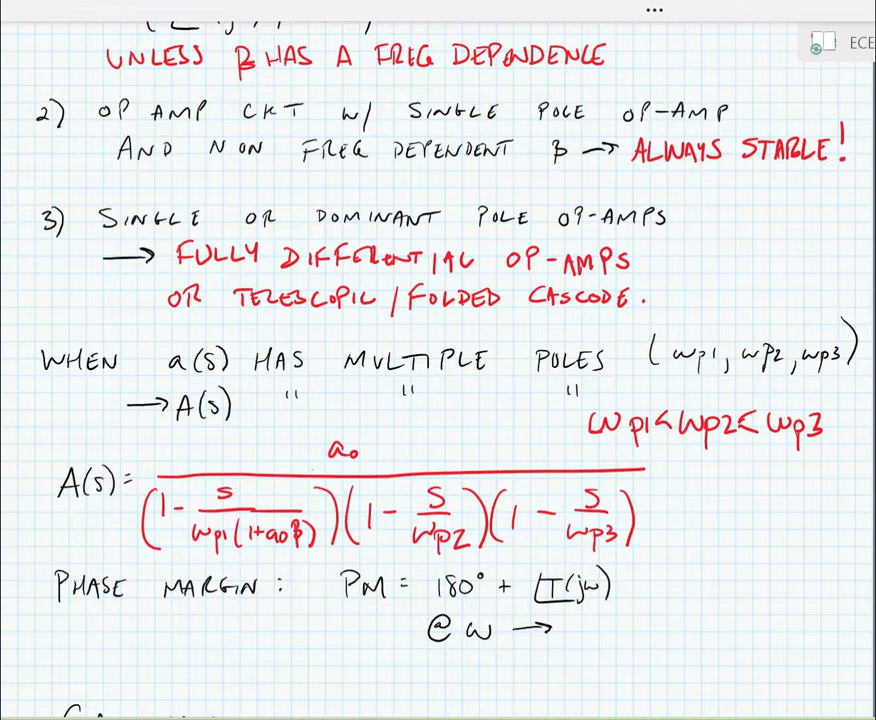 UNLESS β HAS A FREQ DEPENDENCE
ECE
2) OP AMP CKT W/ SINGLE POLE OP-AMP
AND NON FREQ DEPENDENT β → ALWAYS STABLE!
3) SINGLE OR DOMINANT POLE OP-AMPS
→ FULLY DIFFERENTIAL OP-AMPS
OR TELESCOPIC / FOLDED CASCODE.
WHEN a(s) HAS MULTIPLE POLES (ωp1, ωp2, ωp3)
→ A(s) " " "
ωp1 < ωp2 < ωp3
A(s) = a₀ / (1 - s/ωp1(1+a₀β)) (1 - s/ωp2) (1 - s/ωp3)
PHASE MARGIN : PM = 180° + ∠T(jω)
@ ω →